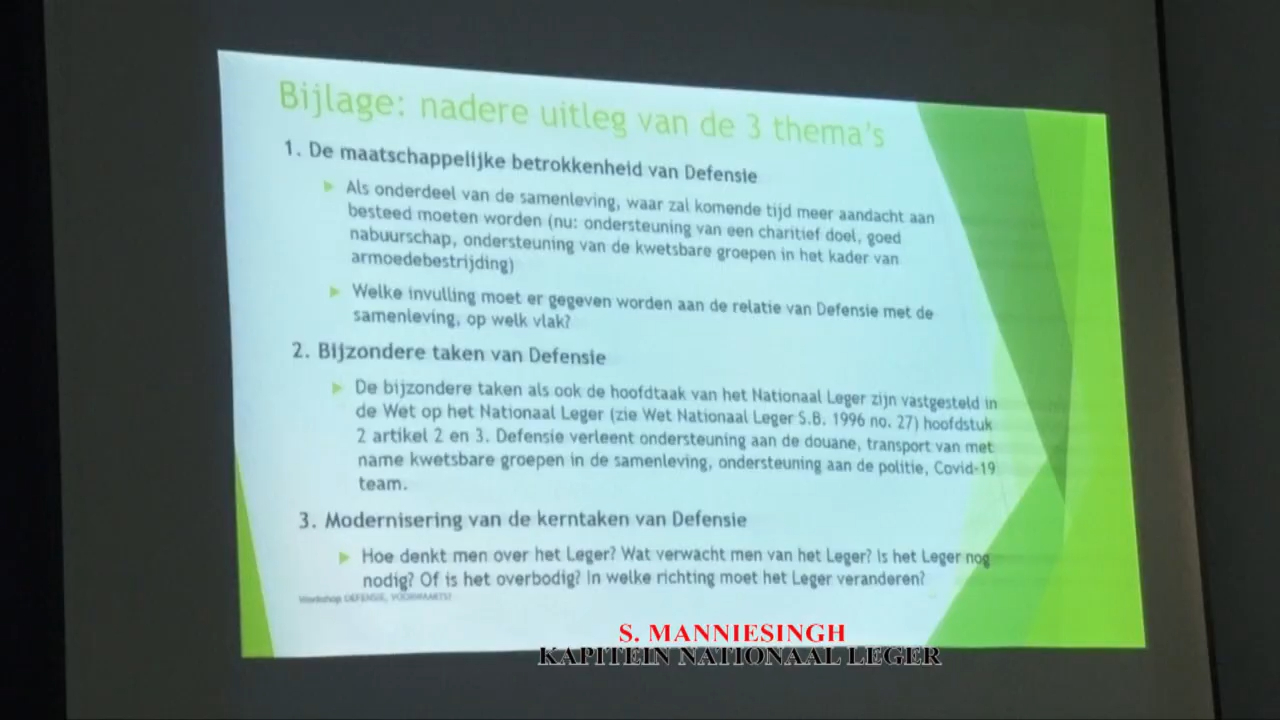 Bijlage: nadere uitleg van de 3 thema's
1. De maatschappelijke betrokkenheid van Defensie
Als onderdeel van de samenleving, waar zal komende tijd meer aandacht aan
besteed moeten worden (nu: ondersteuning van een charitief doel, goed
nabuurschap, ondersteuning van de kwetsbare groepen in het kader van
armoedebestrijding)
Welke invulling moet er gegeven worden aan de relatie van Defensie met de
samenleving, op welk vlak?
2. Bijzondere taken van Defensie
De bijzondere taken als ook de hoofdtaak van het Nationaal Leger zijn vastgesteld in
de Wet op het Nationaal Leger (zie Wet Nationaal Leger S.B. 1996 no. 27) hoofdstuk
2 artikel 2 en 3. Defensie verleent ondersteuning aan de douane, transport van met
name kwetsbare groepen in de samenleving, ondersteuning aan de politie, Covid-19
team.
3. Modernisering van de kerntaken van Defensie
Hoe denkt men over het Leger? Wat verwacht men van het Leger? Is het Leger nog
nodig? Of is het overbodig? In welke richting moet het Leger veranderen?
Workshop DEFENSIE, VOORWAARTS!
S. MANNIESINGH
KAPITEIN NATIONAAL LEGER